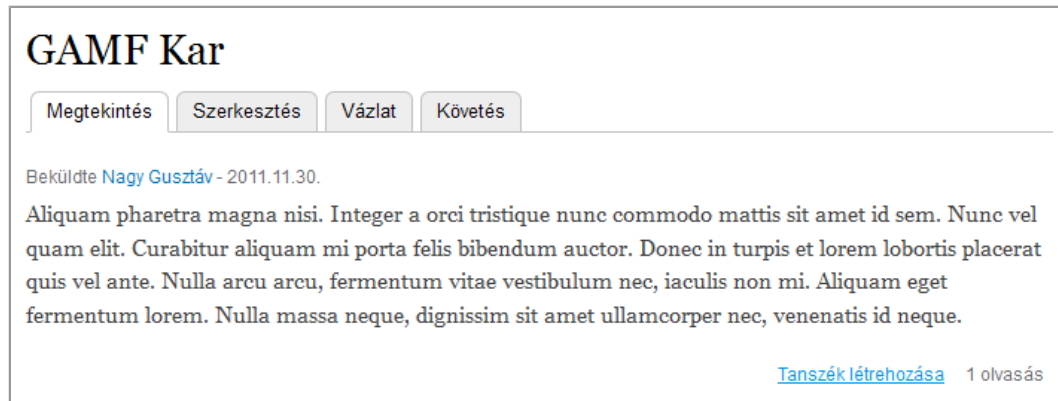 GAMF Kar
Megtekintés Szerkesztés Vázlat Követés
Beküldte Nagy Gusztáv - 2011.11.30.
Aliquam pharetra magna nisi. Integer a orci tristique nunc commodo mattis sit amet id sem. Nunc vel
quam elit. Curabitur aliquam mi porta felis bibendum auctor. Donec in turpis et lorem lobortis placerat
quis vel ante. Nulla arcu arcu, fermentum vitae vestibulum nec, iaculis non mi. Aliquam eget
fermentum lorem. Nulla massa neque, dignissim sit amet ullamcorper nec, venenatis id neque.
Tanszék létrehozása 1 olvasás